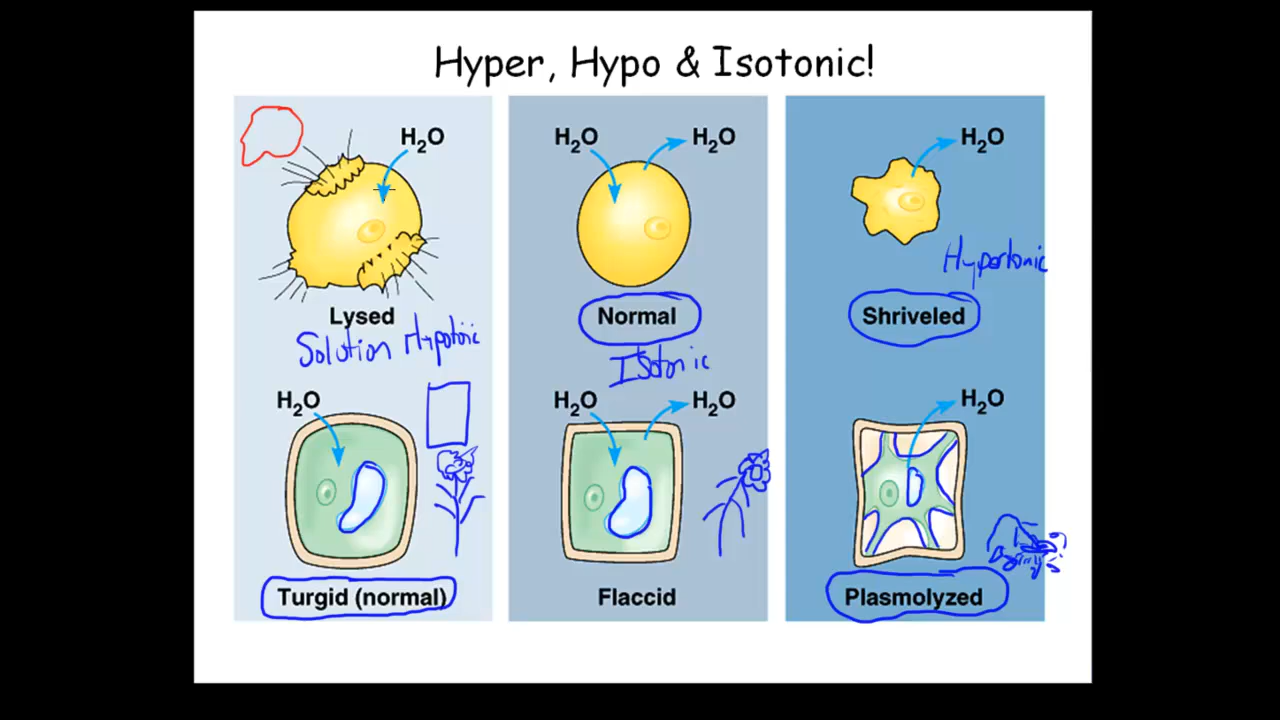 Hyper, Hypo & Isotonic!
H₂O
H₂O H₂O
H₂O
Hypertonic
Lysed
Normal
Shriveled
Solution Hypotoic
Isotonic
H₂O
H₂O H₂O
H₂O
Turgid (normal)
Flaccid
Plasmolyzed